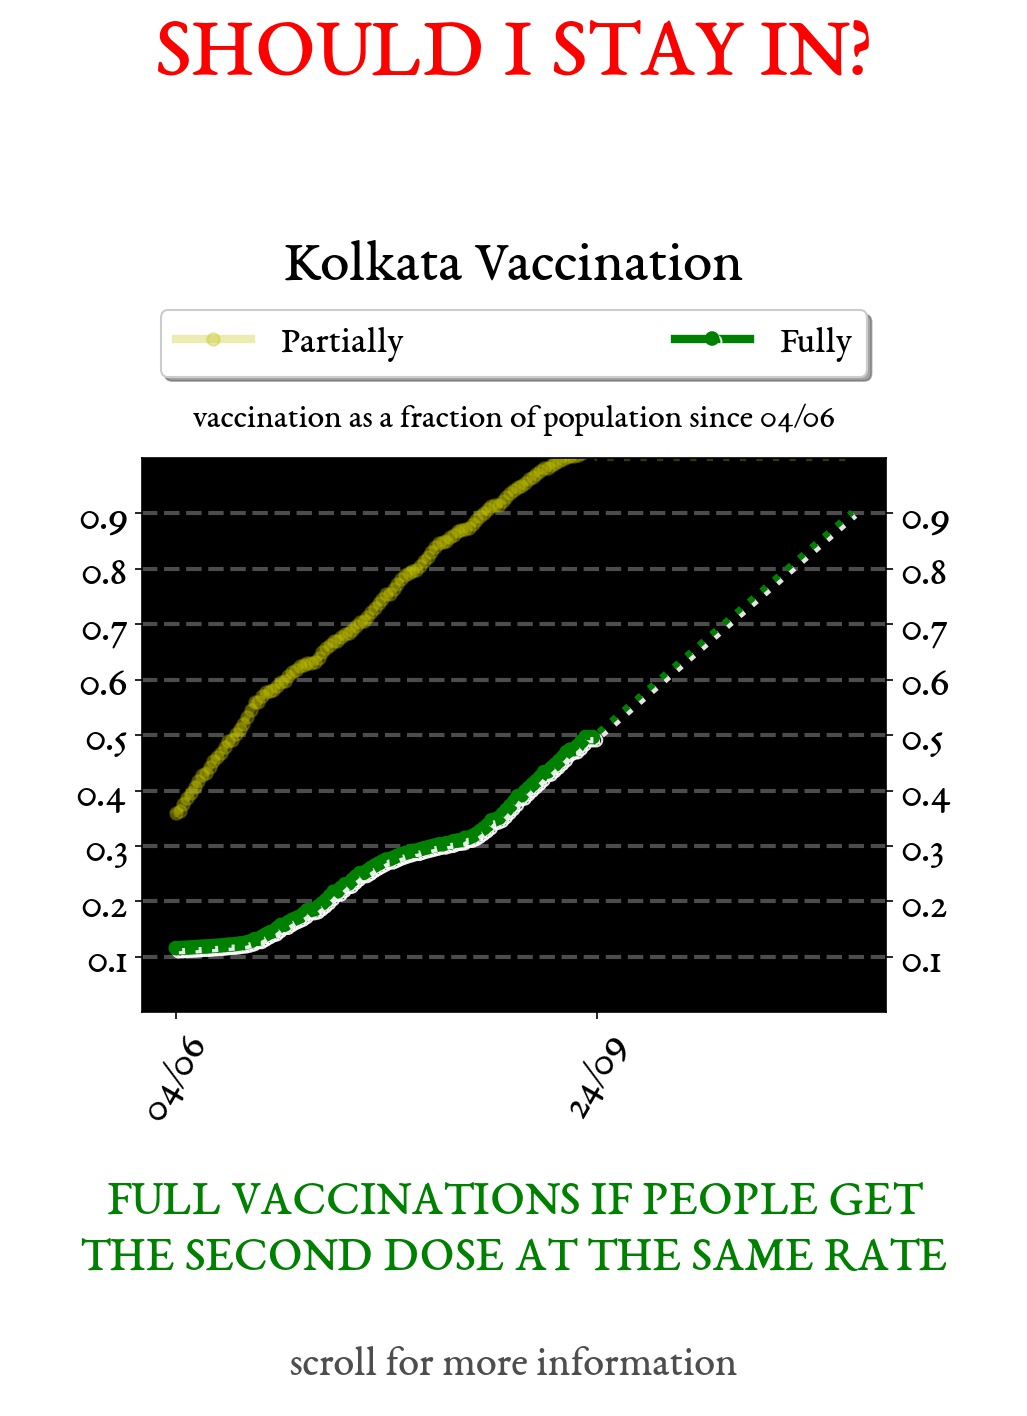 SHOULD I STAY IN?
Kolkata Vaccination
Partially
Fully
vaccination as a fraction of population since 04/06
0.9 0.9
0.8 0.8
0.7 0.7
0.6 0.6
0.5 0.5
0.4 0.4
0.3 0.3
0.2 0.2
0.1 0.1
04/06
24/09
FULL VACCINATIONS IF PEOPLE GET
THE SECOND DOSE AT THE SAME RATE
scroll for more information